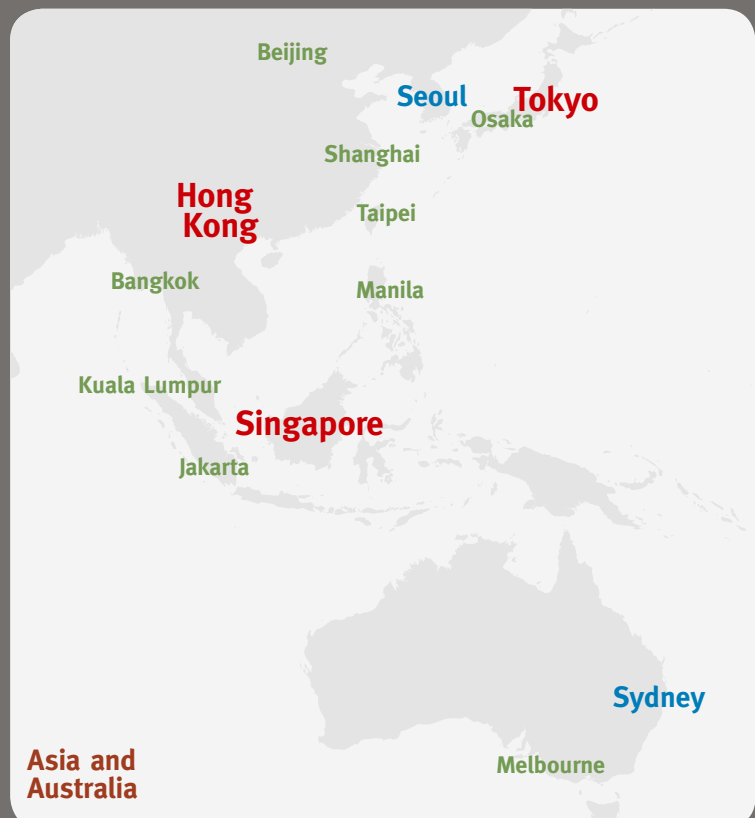 Beijing
Seoul
Tokyo
Osaka
Shanghai
Hong
Kong
Taipei
Bangkok
Manila
Kuala Lumpur
Singapore
Jakarta
Sydney
Asia and
Australia
Melbourne